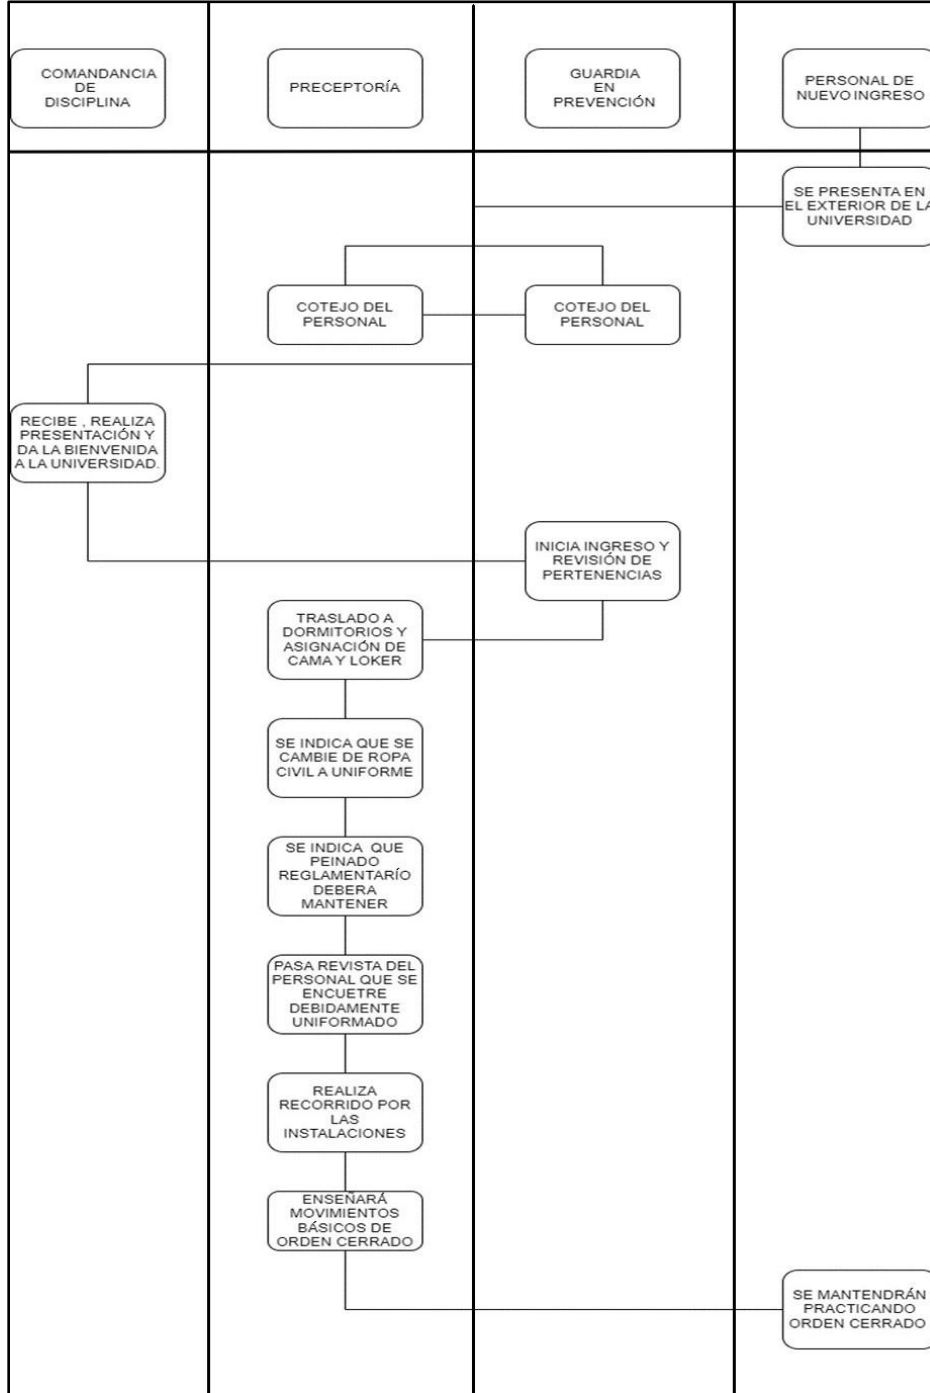 COMANDANCIA
DE
DISCIPLINA
PRECEPTORÍA
GUARDIA
EN
PREVENCIÓN
PERSONAL DE
NUEVO INGRESO
SE PRESENTA EN
EL EXTERIOR DE LA
UNIVERSIDAD
COTEJO DEL
PERSONAL
COTEJO DEL
PERSONAL
RECIBE , REALIZA
PRESENTACIÓN Y
DA LA BIENVENIDA
A LA UNIVERSIDAD.
INICIA INGRESO Y
REVISIÓN DE
PERTENENCIAS
TRASLADO A
DORMITORIOS Y
ASIGNACIÓN DE
CAMA Y LOKER
SE INDICA QUE SE
CAMBIE DE ROPA
CIVIL A UNIFORME
SE INDICA QUE
PEINADO
REGLAMENTARÍO
DEBERA
MANTENER
PASA REVISTA DEL
PERSONAL QUE SE
ENCUETRE
DEBIDAMENTE
UNIFORMADO
REALIZA
RECORRIDO POR
LAS
INSTALACIONES
ENSEÑARÁ
MOVIMIENTOS
BÁSICOS DE
ORDEN CERRADO
SE MANTENDRÁN
PRACTICANDO
ORDEN CERRADO